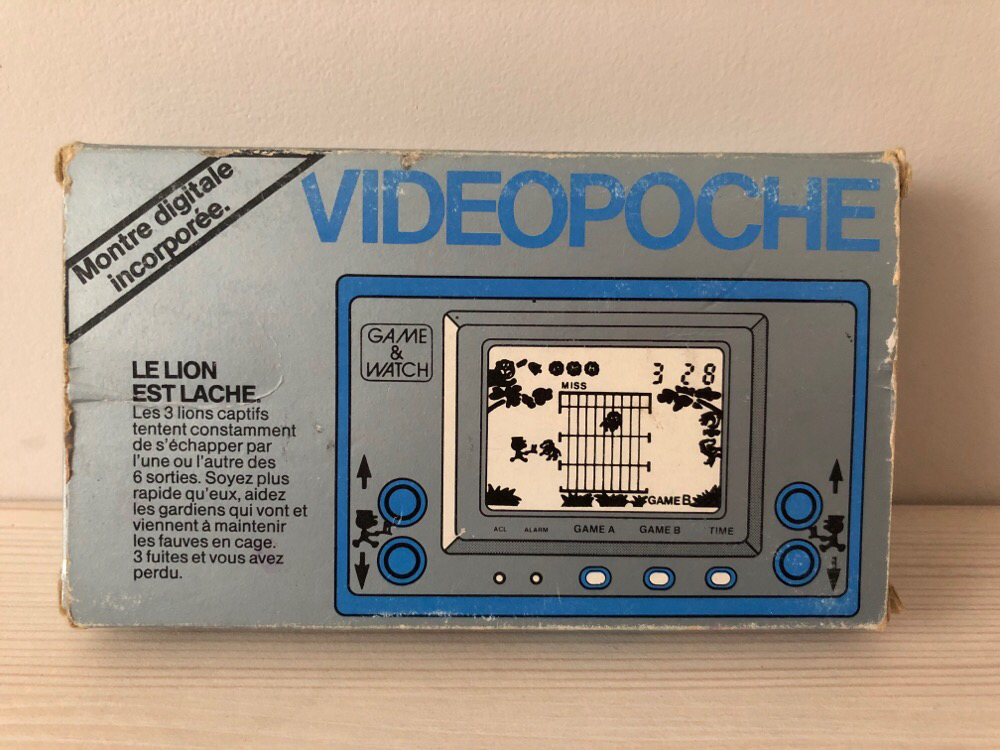 Montre digitale
incorporée.
VIDEOPOCHE
GAME
&
WATCH
LE LION
EST LACHE.
Les 3 lions captifs
tentent constamment
de s'échapper par
l'une ou l'autre des
6 sorties. Soyez plus
rapide qu'eux, aidez
les gardiens qui vont et
viennent à maintenir
les fauves en cage.
3 fuites et vous avez
perdu.
3 28
MISS
GAME B
ACL ALARM GAME A GAME B TIME